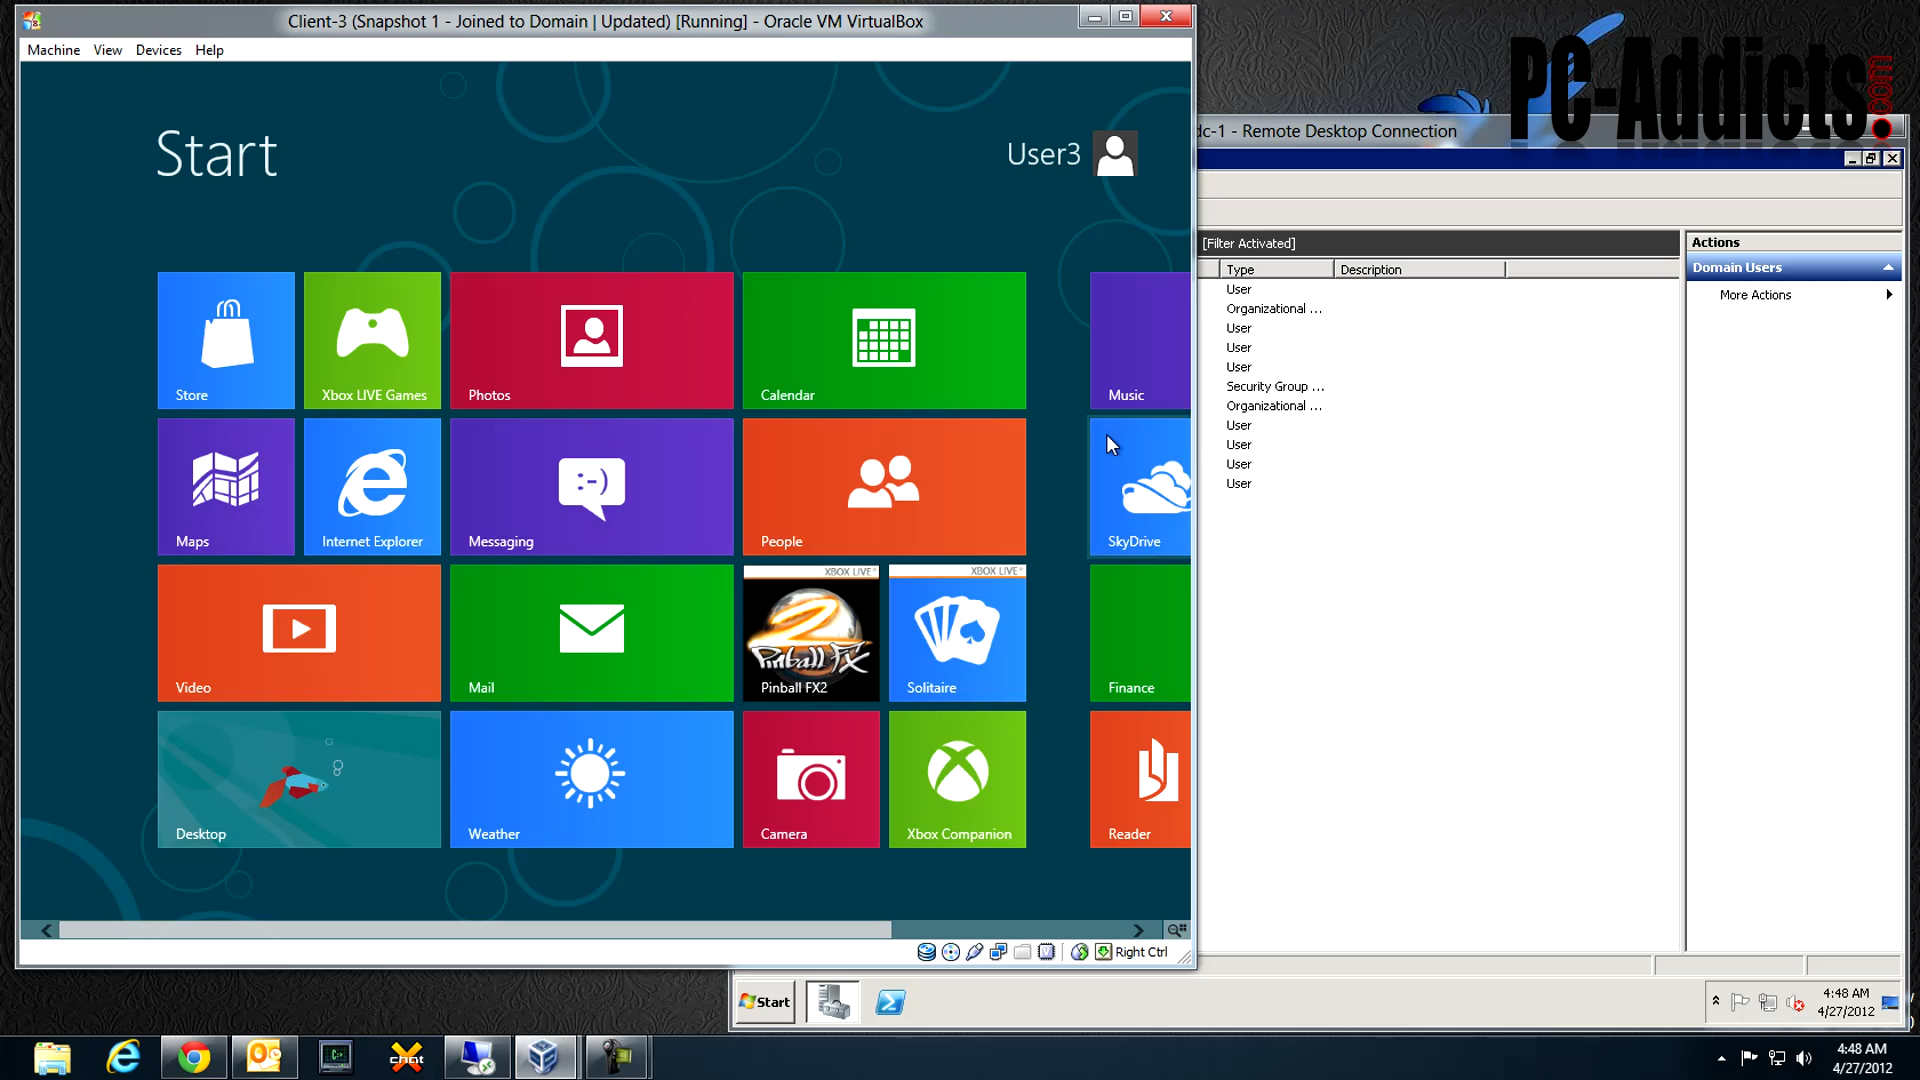 Client-3 (Snapshot 1 - Joined to Domain | Updated) [Running] - Oracle VM VirtualBox
Machine View Devices Help
PC-Addicts.com
dc-1 - Remote Desktop Connection
Start
User3
Store
Xbox LIVE Games
Photos
Calendar
Music
Maps
Internet Explorer
Messaging
:-)
People
SkyDrive
Video
Mail
XBOX LIVE
2
Pinball FX
Pinball FX2
XBOX LIVE
Solitaire
Finance
Desktop
Weather
Camera
Xbox Companion
Reader
Right Ctrl
[Filter Activated]
Type Description
User
Organizational ...
User
User
User
Security Group ...
Organizational ...
User
User
User
User
Actions
Domain Users
More Actions
Start
4:48 AM
4/27/2012
chat
4:48 AM
4/27/2012